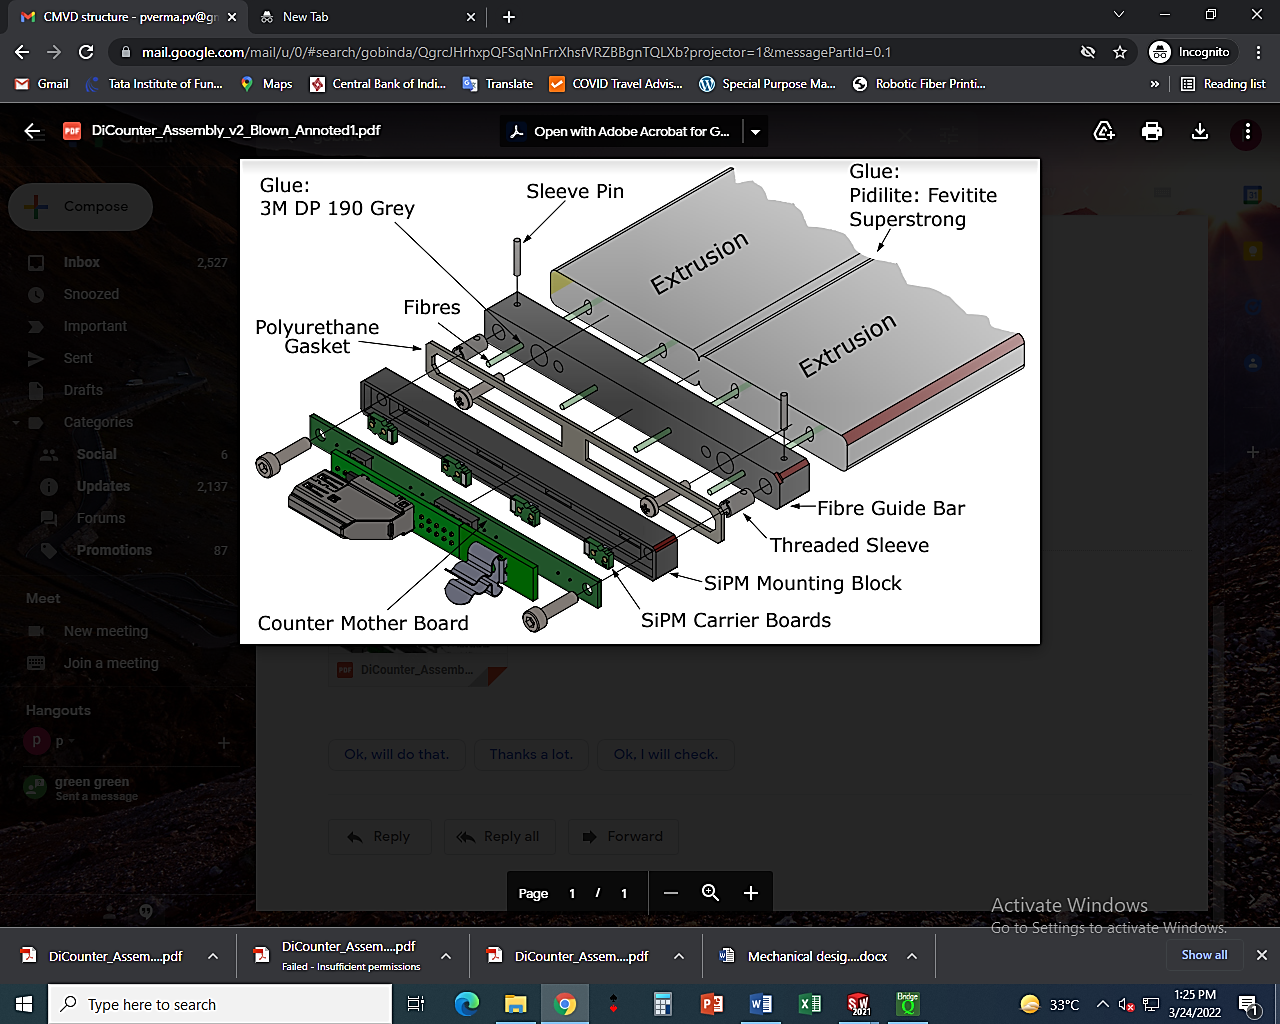 CMVD structure - pverma.pv@gn
New Tab
mail.google.com/mail/u/0/#search/gobinda/QgrcJHrhxpQFSqNnFrrXhsfVRZBBgnTQLXb?projector=1&messagePartId=0.1
Incognito
Gmail
Tata Institute of Fun...
Maps
Central Bank of Indi...
Translate
COVID Travel Advis...
Special Purpose Ma...
Robotic Fiber Printi...
»
Reading list
PDF
DiCounter_Assembly_v2_Blown_Annoted1.pdf
Open with Adobe Acrobat for G...
Compose
Inbox 2,527
Snoozed
Important
Sent
Drafts
Categories
Social 6
Updates 2,137
Forums
Promotions 87
Meet
New meeting
Join a meeting
Hangouts
p
p
green green
Sent a message
Glue:
3M DP 190 Grey
Sleeve Pin
Glue:
Pidilite: Fevitite
Superstrong
Extrusion
Extrusion
Fibres
Polyurethane
Gasket
Fibre Guide Bar
Threaded Sleeve
SiPM Mounting Block
SiPM Carrier Boards
Counter Mother Board
PDF
DiCounter_Assemb...
Ok, will do that.
Thanks a lot.
Ok, I will check.
Reply
Reply all
Forward
Page 1 / 1
Activate Windows
Go to Settings to activate Windows.
DiCounter_Assem....pdf
DiCounter_Assem....pdf
Failed - Insufficient permissions
DiCounter_Assem....pdf
Mechanical desig....docx
Show all
Type here to search
SW
2021
Bridge
33°C
1:25 PM
3/24/2022
1